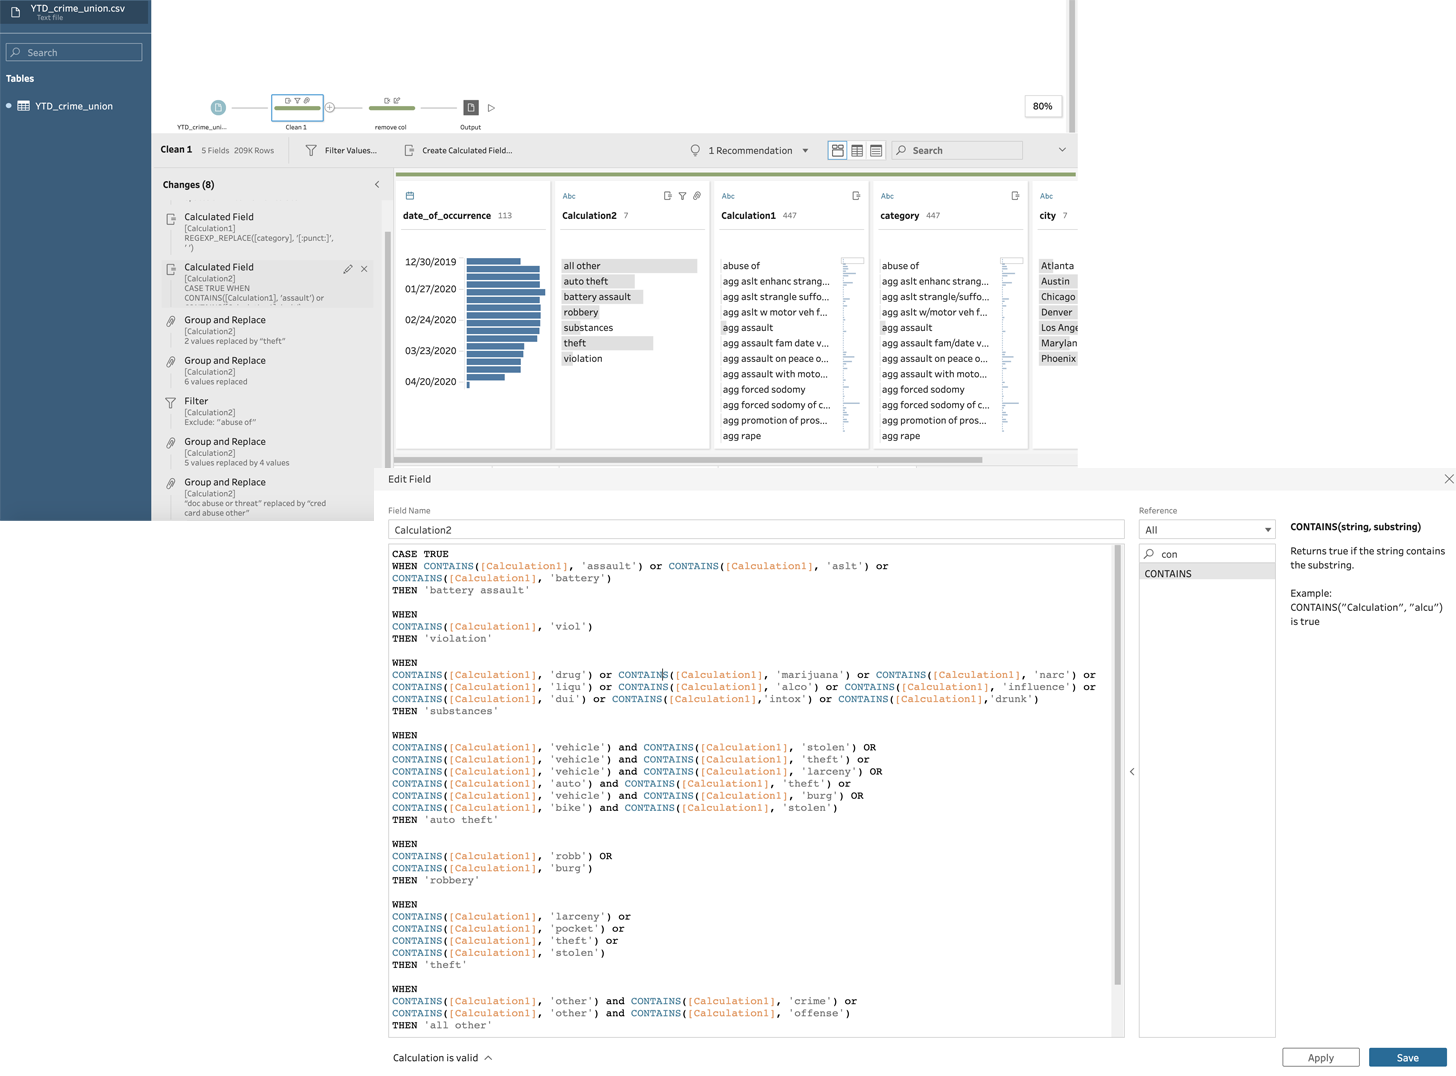 YTD_crime_union.csv
Text file
Search
Tables
YTD_crime_union
YTD_crime_uni...
Clean 1
remove col
Output
80%
Clean 1
5 Fields 209K Rows
Filter Values...
Create Calculated Field...
1 Recommendation
Search
Changes (8)
Calculated Field
[Calculation1]
REGEXP_REPLACE([category], '[:punct:]',
' ')
Calculated Field
[Calculation2]
CASE TRUE WHEN
CONTAINS([Calculation1], 'assault') or
Group and Replace
[Calculation2]
2 values replaced by "theft"
Group and Replace
[Calculation2]
6 values replaced
Filter
[Calculation2]
Exclude: "abuse of"
Group and Replace
[Calculation2]
5 values replaced by 4 values
Group and Replace
[Calculation2]
"doc abuse or threat" replaced by "cred
card abuse other"
date_of_occurrence 113
12/30/2019
01/27/2020
02/24/2020
03/23/2020
04/20/2020
Abc
Calculation2 7
all other
auto theft
battery assault
robbery
substances
theft
violation
Abc
Calculation1 447
abuse of
agg aslt enhanc strang...
agg aslt strangle suffo...
agg aslt w motor veh f...
agg assault
agg assault fam date v...
agg assault on peace o...
agg assault with moto...
agg forced sodomy
agg forced sodomy of c...
agg promotion of pros...
agg rape
Abc
category 447
abuse of
agg aslt enhanc strang...
agg aslt strangle/suffo...
agg aslt w/motor veh f...
agg assault
agg assault fam/date v...
agg assault on peace o...
agg assault with moto...
agg forced sodomy
agg forced sodomy of c...
agg promotion of pros...
agg rape
Abc
city 7
Atlanta
Austin
Chicago
Denver
Los Ange
Marylan
Phoenix
Edit Field
Field Name
Calculation2
CASE TRUE
WHEN CONTAINS([Calculation1], 'assault') or CONTAINS([Calculation1], 'aslt') or
CONTAINS([Calculation1], 'battery')
THEN 'battery assault'
WHEN
CONTAINS([Calculation1], 'viol')
THEN 'violation'
WHEN
CONTAINS([Calculation1], 'drug') or CONTAINS([Calculation1], 'marijuana') or CONTAINS([Calculation1], 'narc') or
CONTAINS([Calculation1], 'liqu') or CONTAINS([Calculation1], 'alco') or CONTAINS([Calculation1], 'influence') or
CONTAINS([Calculation1], 'dui') or CONTAINS([Calculation1],'intox') or CONTAINS([Calculation1],'drunk')
THEN 'substances'
WHEN
CONTAINS([Calculation1], 'vehicle') and CONTAINS([Calculation1], 'stolen') OR
CONTAINS([Calculation1], 'vehicle') and CONTAINS([Calculation1], 'theft') or
CONTAINS([Calculation1], 'vehicle') and CONTAINS([Calculation1], 'larceny') OR
CONTAINS([Calculation1], 'auto') and CONTAINS([Calculation1], 'theft') or
CONTAINS([Calculation1], 'vehicle') and CONTAINS([Calculation1], 'burg') OR
CONTAINS([Calculation1], 'bike') and CONTAINS([Calculation1], 'stolen')
THEN 'auto theft'
WHEN
CONTAINS([Calculation1], 'robb') OR
CONTAINS([Calculation1], 'burg')
THEN 'robbery'
WHEN
CONTAINS([Calculation1], 'larceny') or
CONTAINS([Calculation1], 'pocket') or
CONTAINS([Calculation1], 'theft') or
CONTAINS([Calculation1], 'stolen')
THEN 'theft'
WHEN
CONTAINS([Calculation1], 'other') and CONTAINS([Calculation1], 'crime') or
CONTAINS([Calculation1], 'other') and CONTAINS([Calculation1], 'offense')
THEN 'all other'
Calculation is valid
Reference
All
con
CONTAINS
CONTAINS(string, substring)
Returns true if the string contains
the substring.
Example:
CONTAINS("Calculation", "alcu")
is true
Apply
Save